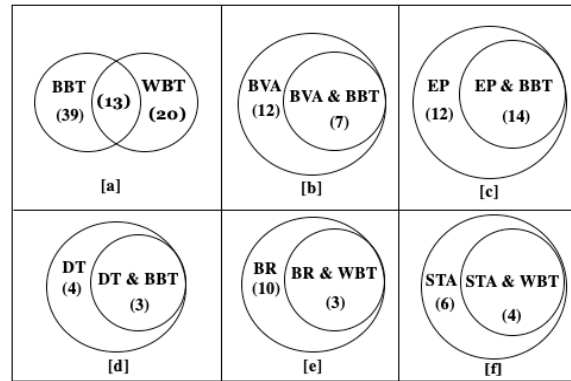 BBT
(39)
(13)
WBT
(20)
[a]
BVA
(12)
BVA & BBT
(7)
[b]
EP
(12)
EP & BBT
(14)
[c]
DT
(4)
DT & BBT
(3)
[d]
BR
(10)
BR & WBT
(3)
[e]
STA
(6)
STA & WBT
(4)
[f]